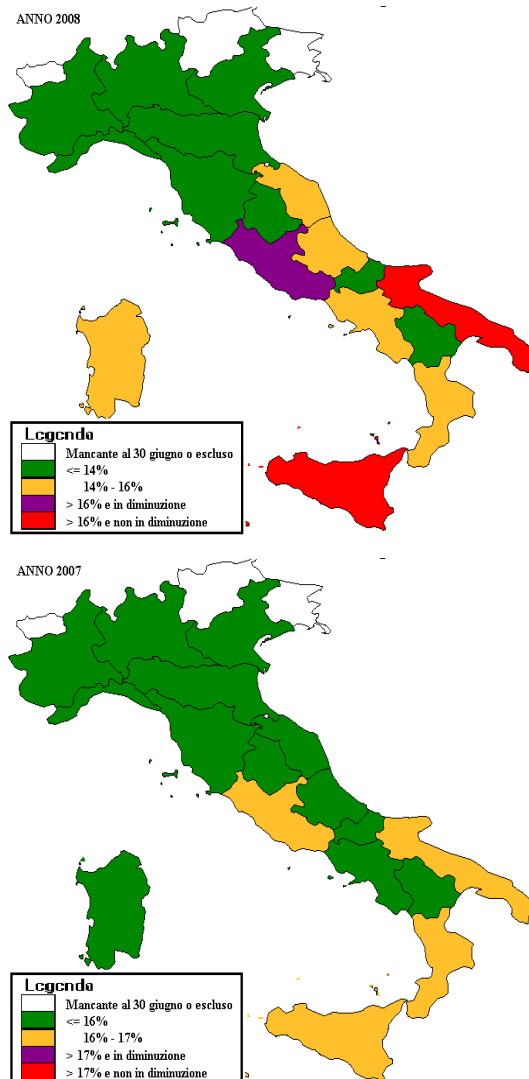 ANNO 2008
Legenda
Mancante al 30 giugno o escluso
<= 14%
14% - 16%
> 16% e in diminuzione
> 16% e non in diminuzione
ANNO 2007
Legenda
Mancante al 30 giugno o escluso
<= 16%
16% - 17%
> 17% e in diminuzione
> 17% e non in diminuzione